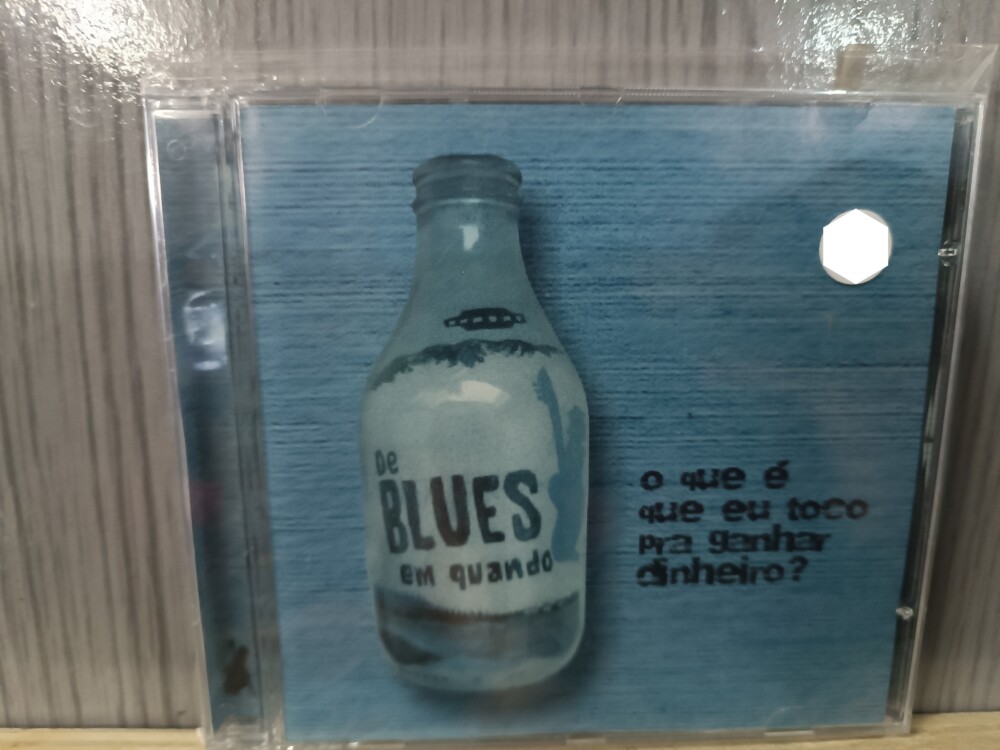 De
BLUES
em quando
o que é
que eu toco
pra ganhar
dinheiro?